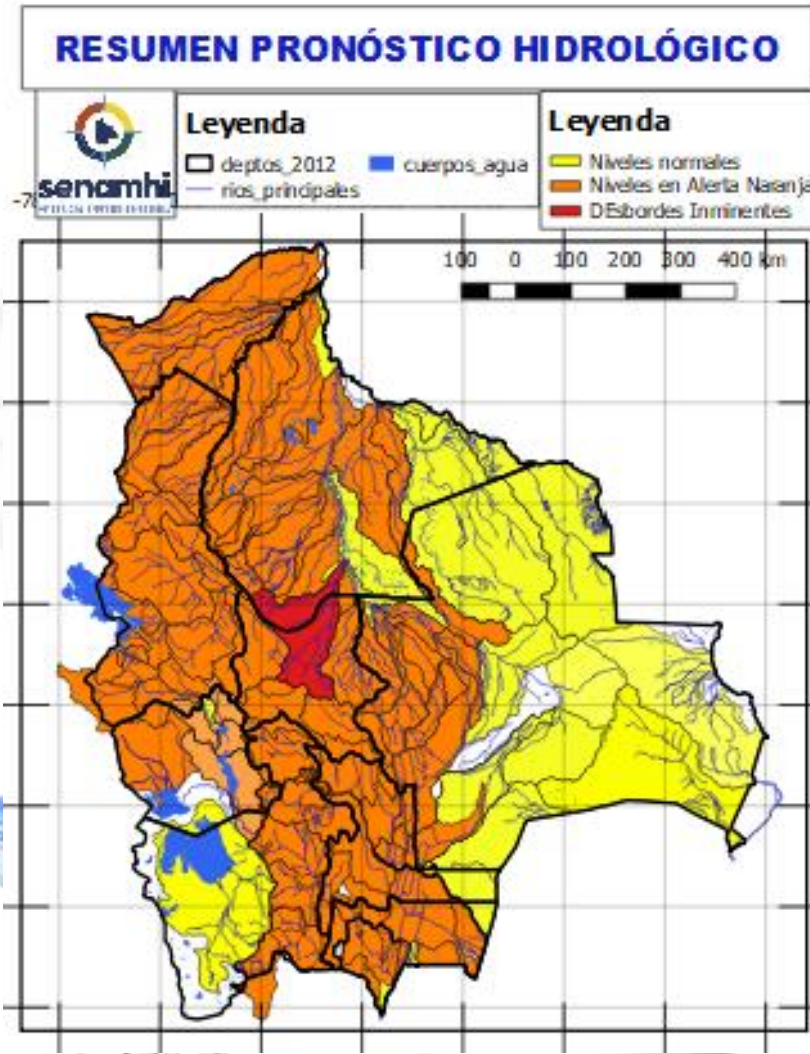 RESUMEN PRONÓSTICO HIDROLÓGICO
senamhi
Leyenda
deptos_2012
cuerpos_agua
rios_principales
Leyenda
Niveles normales
Niveles en Alerta Naranja
DEsbordes Inminentes
100 0 100 200 300 400 km